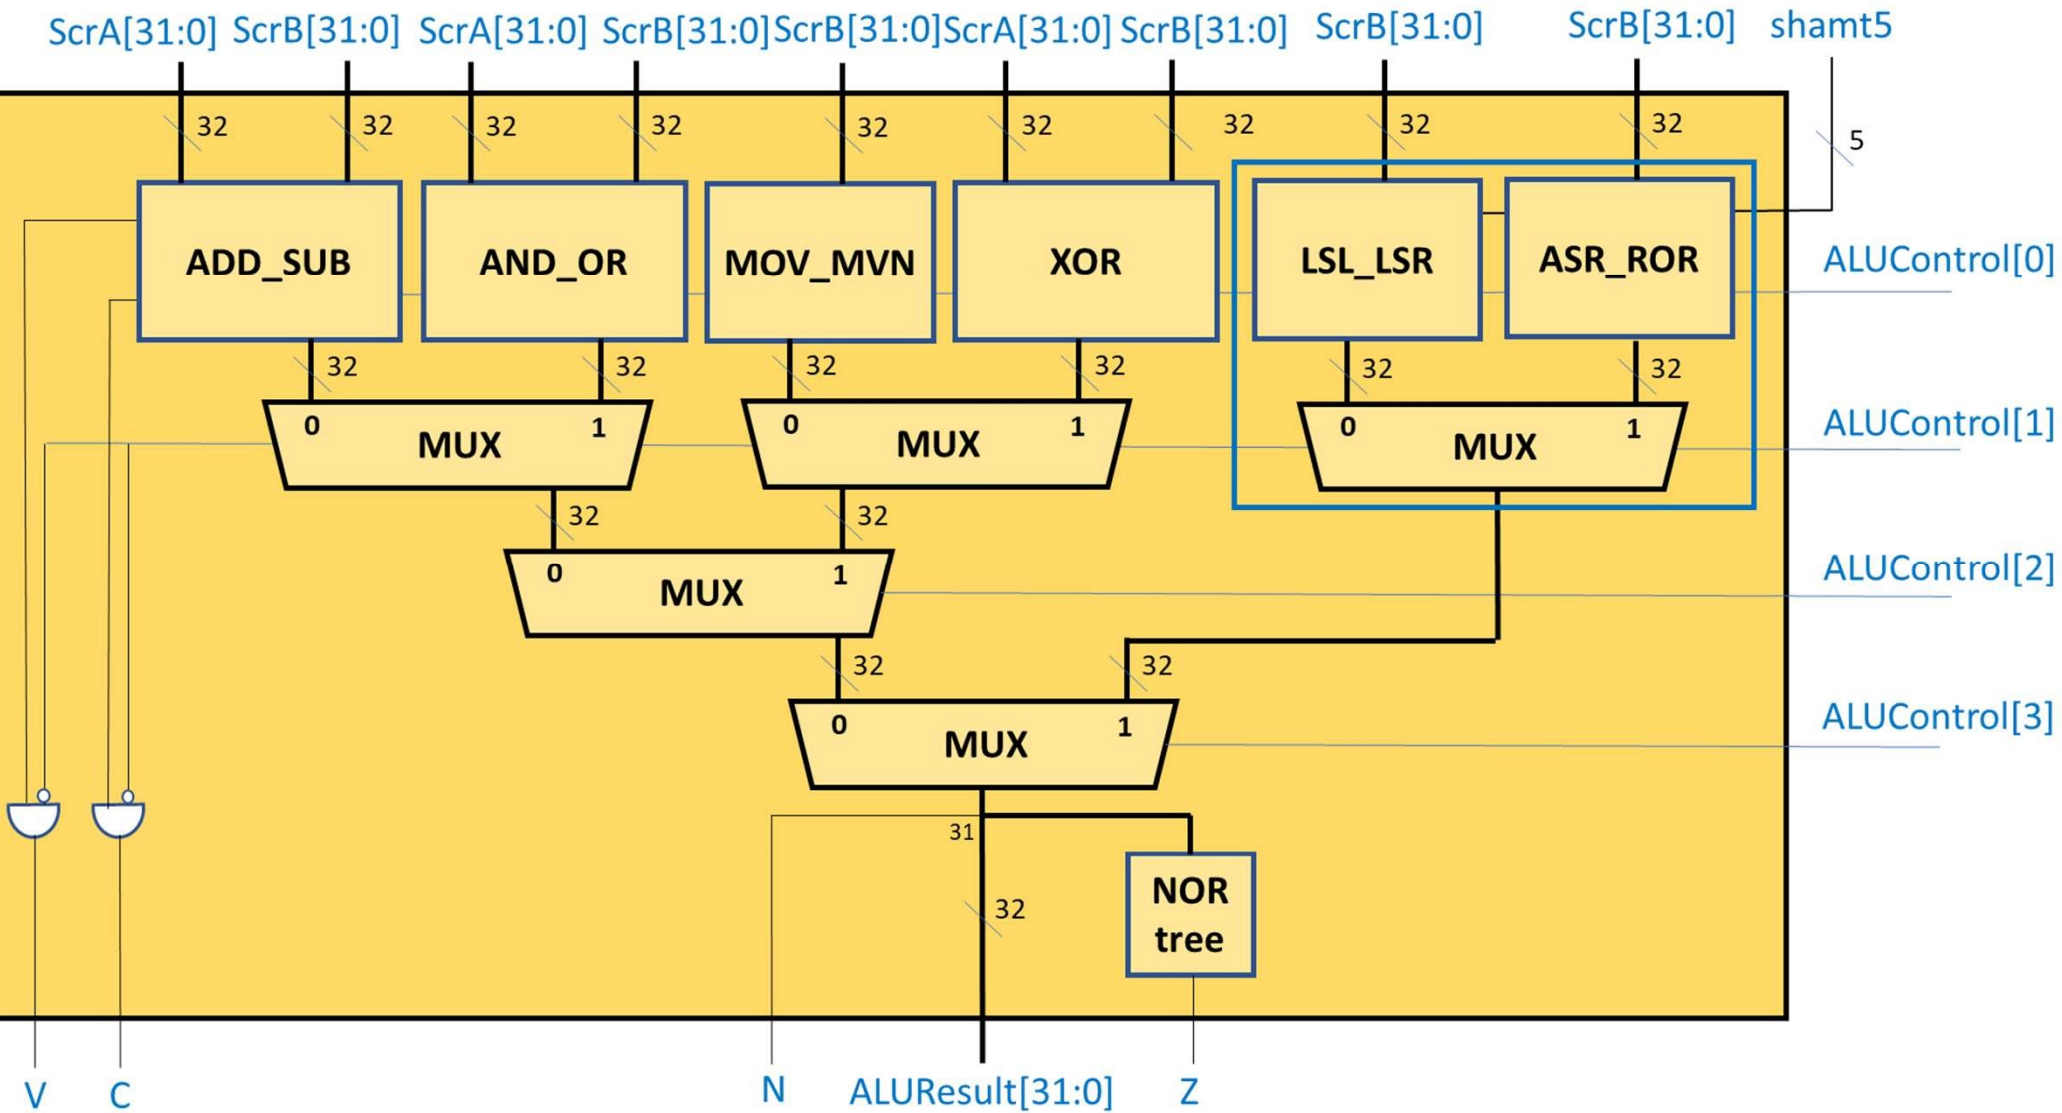 ScrA[31:0] ScrB[31:0] ScrA[31:0] ScrB[31:0] ScrB[31:0] ScrA[31:0] ScrB[31:0] ScrB[31:0] ScrB[31:0] shamt5
32 32 32 32 32 32 32 32 32 5
ADD_SUB AND_OR MOV_MVN XOR LSL_LSR ASR_ROR ALUControl[0]
32 32 32 32 32 32
0 MUX 1 0 MUX 1 0 MUX 1 ALUControl[1]
32 32
0 MUX 1 ALUControl[2]
32 32
0 MUX 1 ALUControl[3]
31
NOR
tree
32
V C N ALUResult[31:0] Z